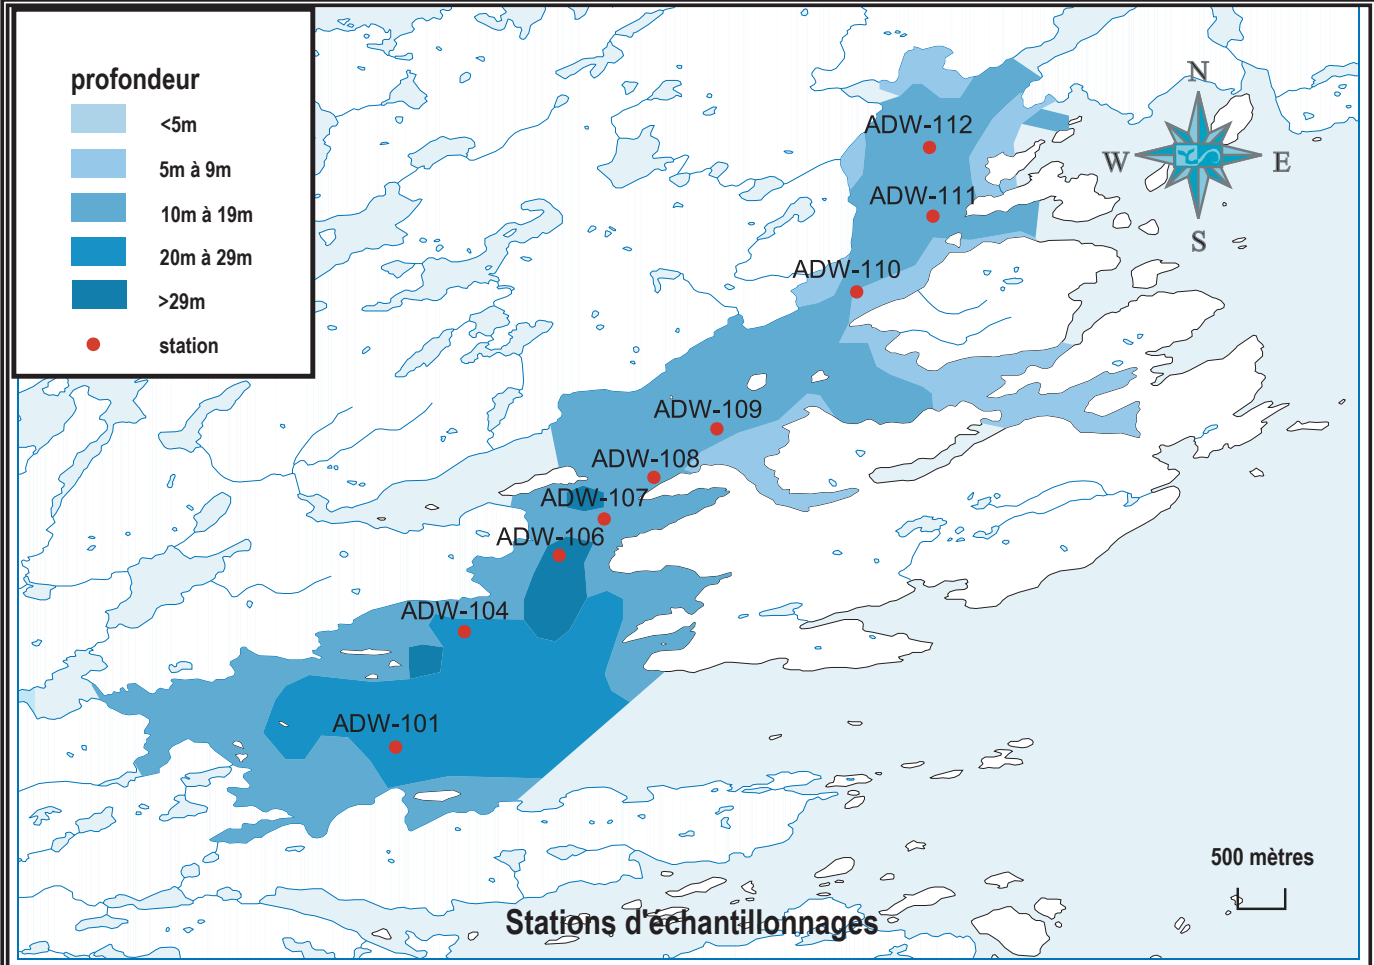 profondeur
<5m
5m à 9m
10m à 19m
20m à 29m
>29m
station
N
W
E
S
ADW-112
ADW-111
ADW-110
ADW-109
ADW-108
ADW-107
ADW-106
ADW-104
ADW-101
500 mètres
Stations d'échantillonnages